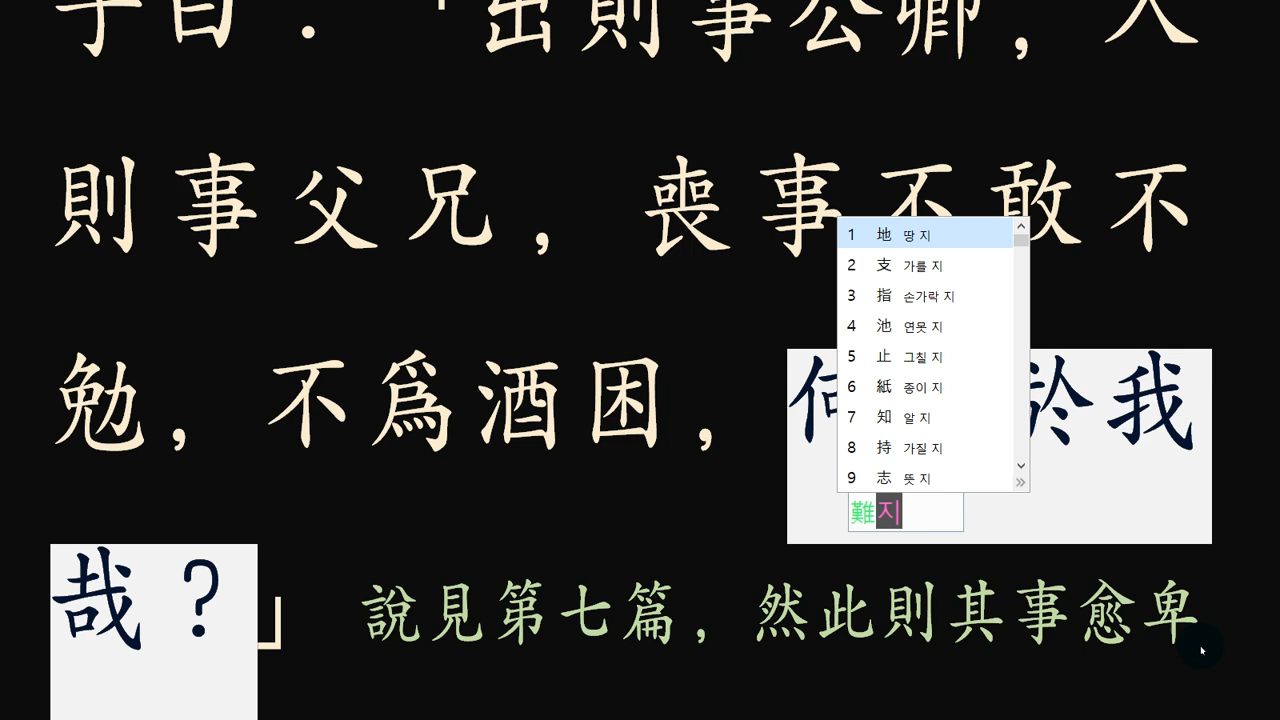 子曰：「出則事公卿，入
則事父兄，喪事不敢不
勉，不爲酒困，何 於我
哉？」 說見第七篇，然此則其事愈卑
1 地 땅 지
2 支 가를 지
3 指 손가락 지
4 池 연못 지
5 止 그칠 지
6 紙 종이 지
7 知 알 지
8 持 가질 지
9 志 뜻 지
難지